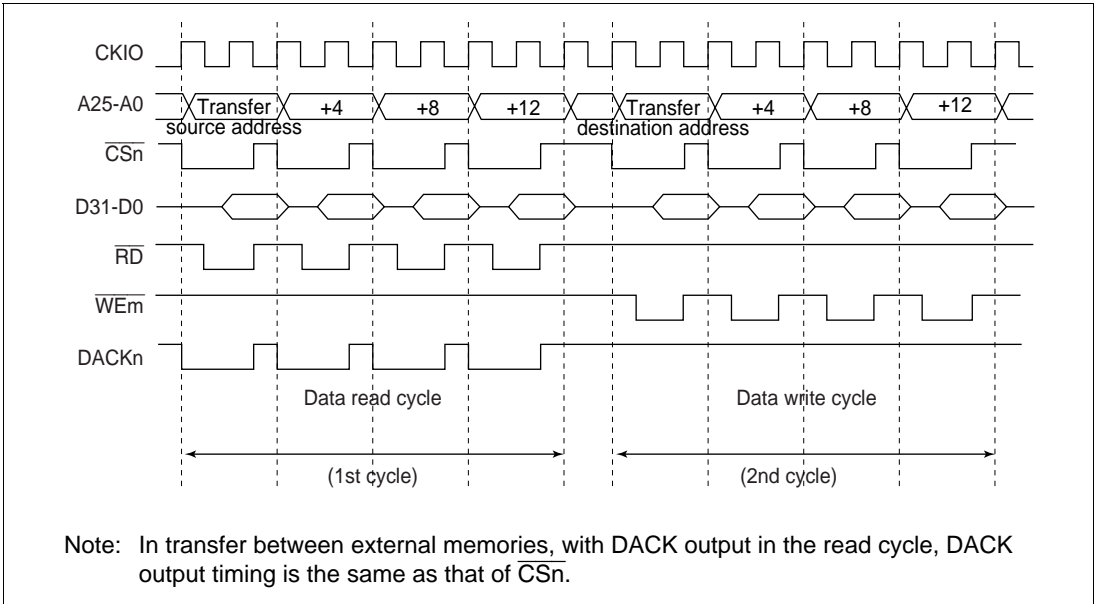 CKIO
A25-A0
Transfer +4 +8 +12 Transfer +4 +8 +12
source address destination address
CSn
D31-D0
RD
WEm
DACKn
Data read cycle Data write cycle
(1st cycle) (2nd cycle)
Note: In transfer between external memories, with DACK output in the read cycle, DACK
output timing is the same as that of CSn.